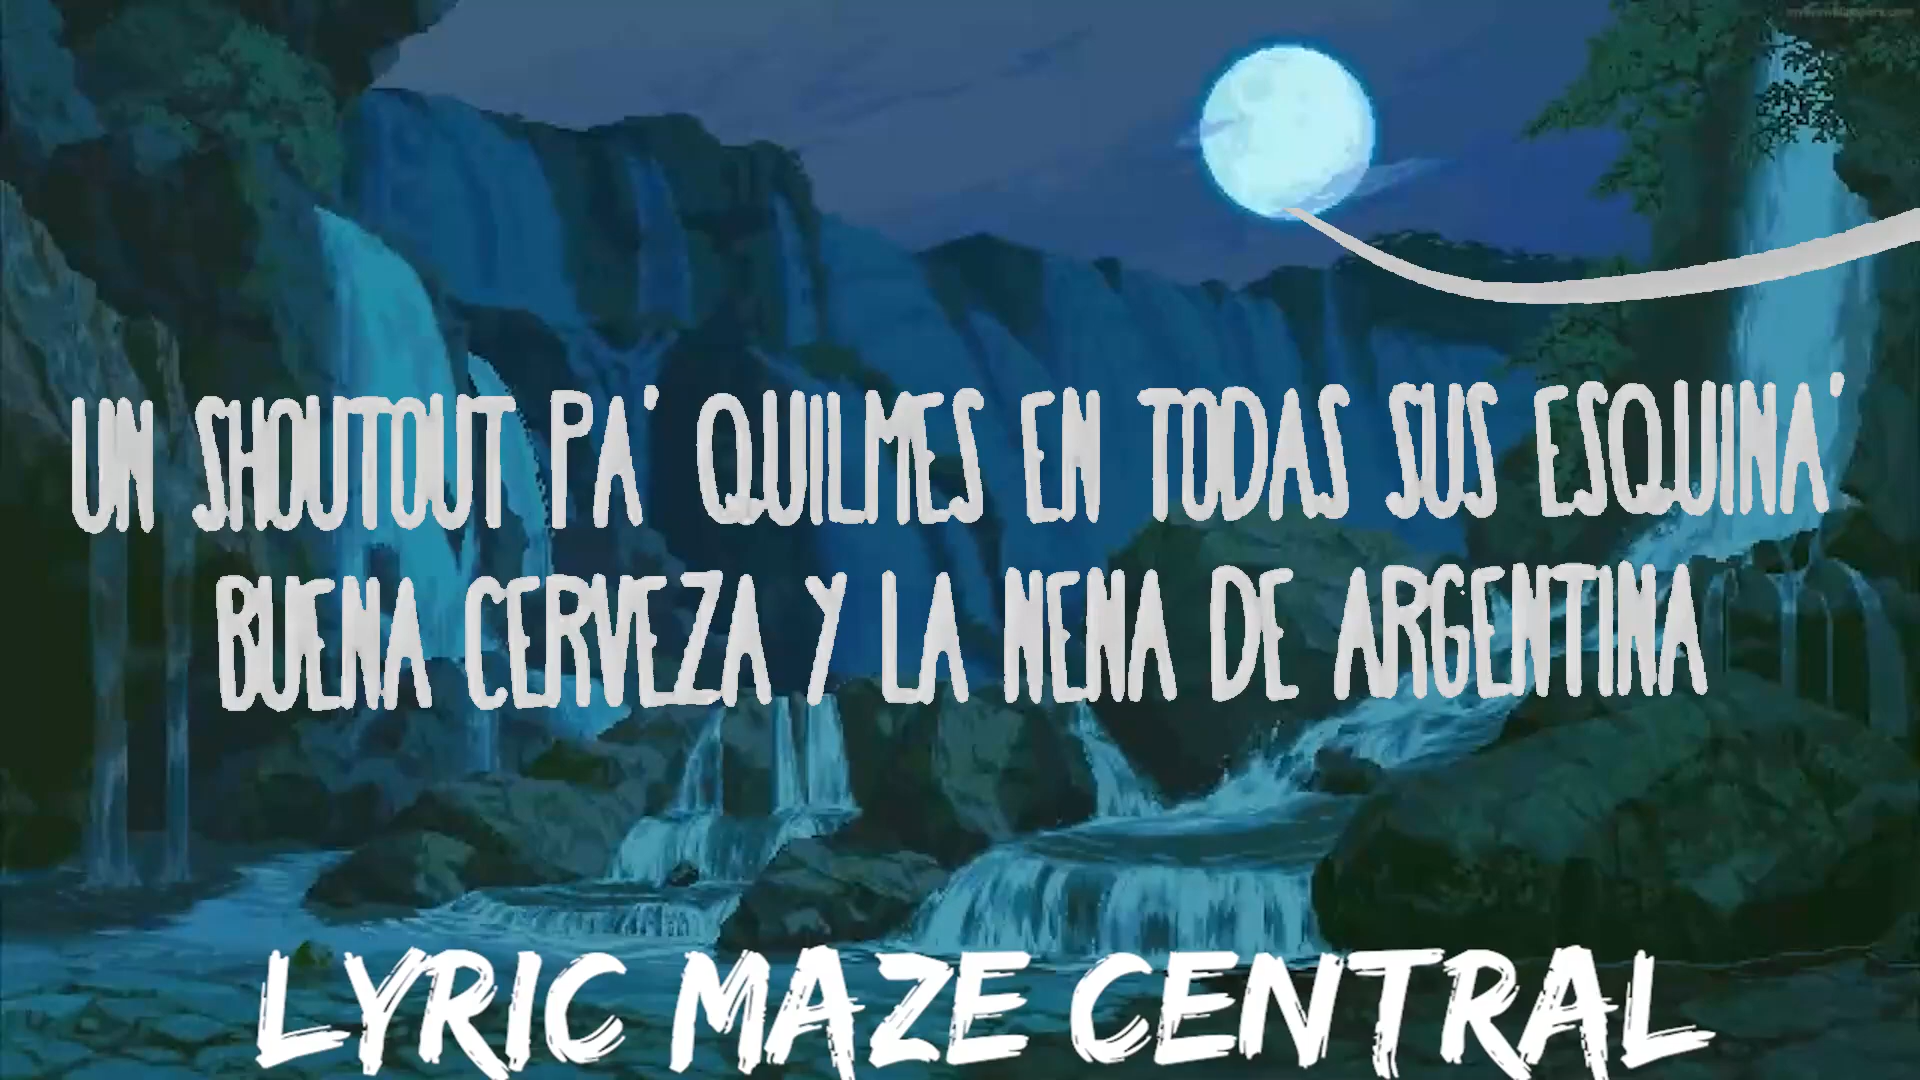 UN SHOUTOUT PA' QUILMES EN TODAS SUS ESQUINA'
BUENA CERVEZA Y LA NENA DE ARGENTINA
LYRIC MAZE CENTRAL